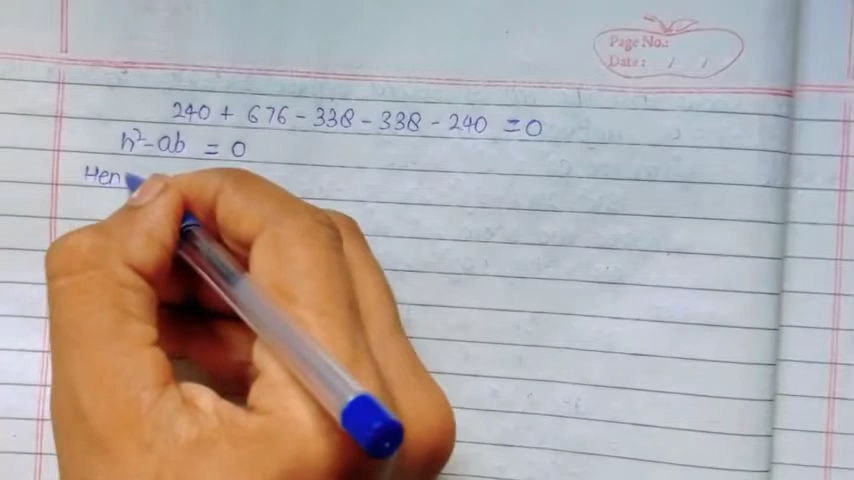 Page No.:
Date: / /
240 + 676 - 338 - 338 - 240 = 0
h² - ab = 0
Hen